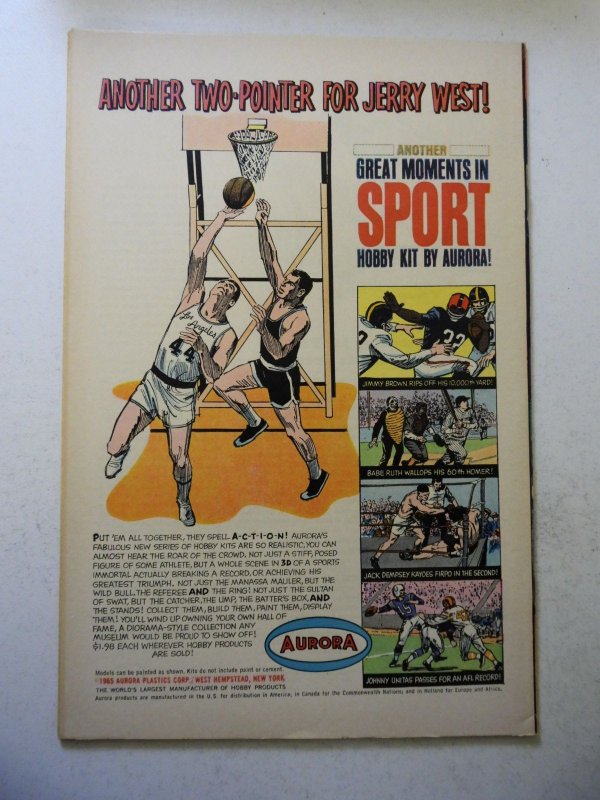 ANOTHER TWO-POINTER FOR JERRY WEST!
ANOTHER
GREAT MOMENTS IN
SPORT
HOBBY KIT BY AURORA!
Los Angeles
44
32
JIMMY BROWN RIPS OFF HIS 10,000th YARD!
BABE RUTH WALLOPS HIS 60th HOMER!
JACK DEMPSEY KAYOES FIRPO IN THE SECOND!
JOHNNY UNITAS PASSES FOR AN AFL RECORD!
PUT 'EM ALL TOGETHER, THEY SPELL A-C-T-I-O-N! AURORA'S
FABULOUS NEW SERIES OF HOBBY KITS ARE SO REALISTIC, YOU CAN
ALMOST HEAR THE ROAR OF THE CROWD. NOT JUST A STIFF, POSED
FIGURE OF SOME ATHLETE, BUT A WHOLE SCENE IN 3D OF A SPORTS
IMMORTAL ACTUALLY BREAKING A RECORD, OR ACHIEVING HIS
GREATEST TRIUMPH. NOT JUST THE MANASSA MAULER, BUT THE
WILD BULL, THE REFEREE AND THE RING! NOT JUST THE SULTAN
OF SWAT, BUT THE CATCHER, THE UMP, THE BATTER'S BOX, AND
THE STANDS! COLLECT THEM, BUILD THEM, PAINT THEM, DISPLAY
'THEM! YOU'LL WIND UP OWNING YOUR OWN HALL OF
FAME, A DIORAMA-STYLE COLLECTION ANY
MUSEUM WOULD BE PROUD TO SHOW OFF!
$1.98 EACH WHEREVER HOBBY PRODUCTS
ARE SOLD!
AURORA
Models can be painted as shown. Kits do not include paint or cement.
©1965 AURORA PLASTICS CORP./WEST HEMPSTEAD, NEW YORK
THE WORLD'S LARGEST MANUFACTURER OF HOBBY PRODUCTS
Aurora products are manufactured in the U.S. for distribution in America; in Canada for the Commonwealth Nations; and in Holland for Europe and Africa.